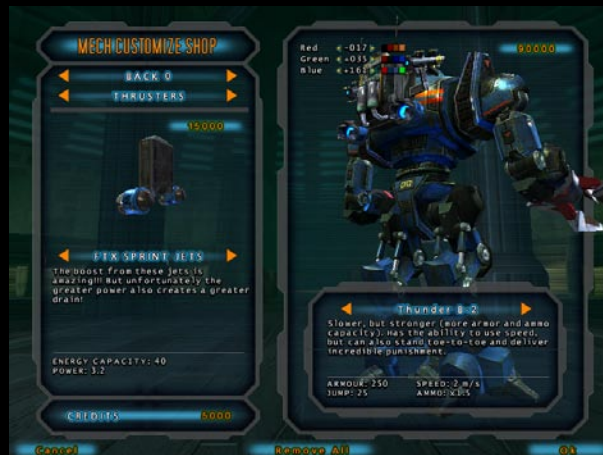 MECH CUSTOMIZE SHOP
BACK 0
THRUSTERS
15000
FTX SPRINT JETS
The boost from these jets is
amazing!!! But unfortunately the
greater power also creates a greater
drain!
ENERGY CAPACITY: 40
POWER: 3.2
CREDITS 5000
Red -017
Green +035
Blue +161
90000
Thunder B-2
Slower, but stronger (more armor and ammo
capacity). Has the ability to use speed,
but can also stand toe-to-toe and deliver
incredible punishment.
ARMOUR: 250 SPEED: 2 m/s
JUMP: 25 AMMO: x1.5
Cancel Remove All Ok